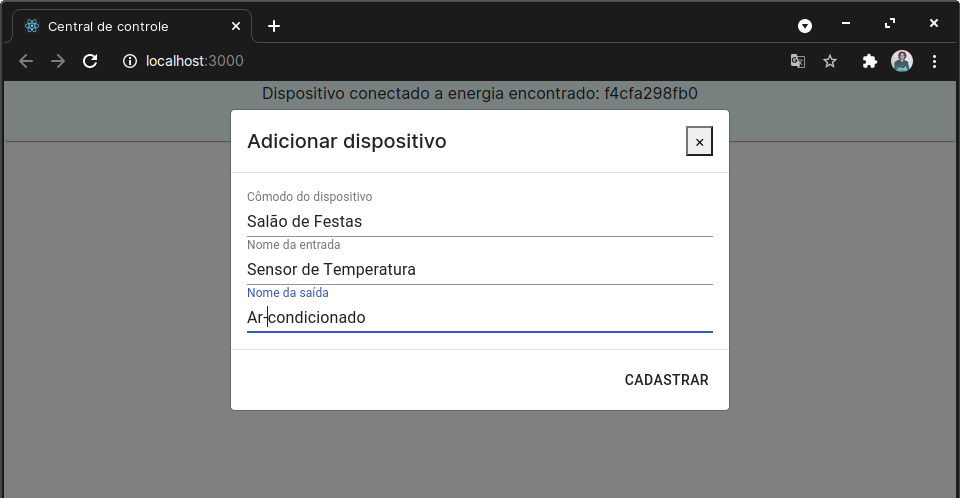 Central de controle
localhost:3000
Dispositivo conectado a energia encontrado: f4cfa298fb0
Adicionar dispositivo
×
Cômodo do dispositivo
Salão de Festas
Nome da entrada
Sensor de Temperatura
Nome da saída
Ar-condicionado
CADASTRAR